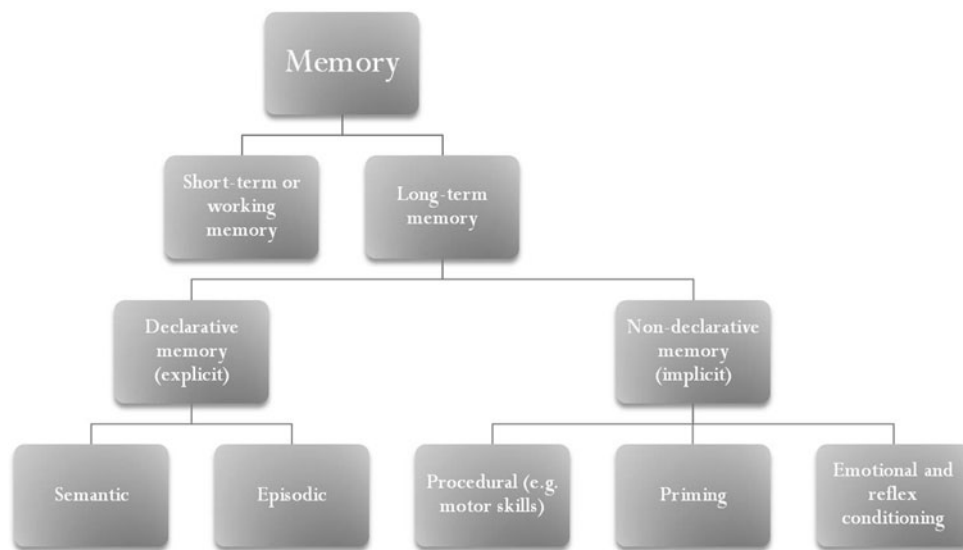 Memory
Short-term or
working
memory
Long-term
memory
Declarative
memory
(explicit)
Non-declarative
memory
(implicit)
Semantic
Episodic
Procedural (e.g.
motor skills)
Priming
Emotional and
reflex
conditioning